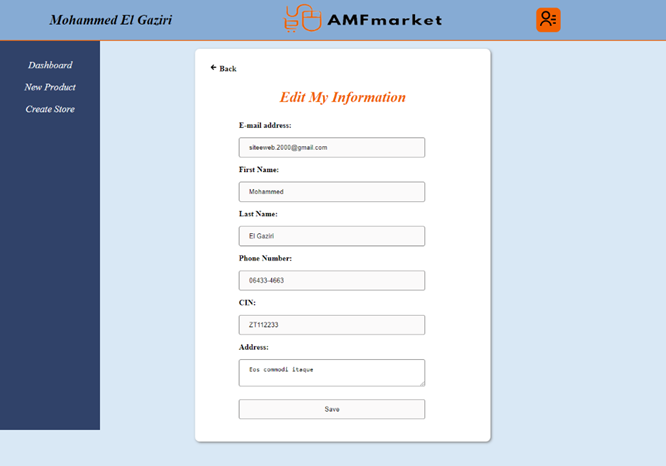 Mohammed El Gaziri
AMFmarket
Dashboard
New Product
Create Store
Back
Edit My Information
E-mail address:
siteeweb.2000@gmail.com
First Name:
Mohammed
Last Name:
El Gaziri
Phone Number:
06433-4663
CIN:
ZT112233
Address:
Eos commodi itaque
Save